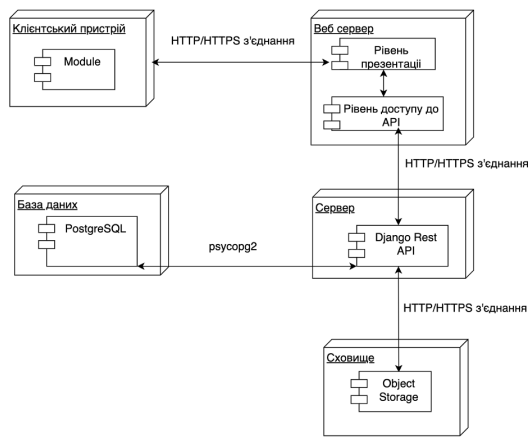 Клієнтський пристрій
Module
HTTP/HTTPS з'єднання
Веб сервер
Рівень
презентації
Рівень доступу до
API
HTTP/HTTPS з'єднання
База даних
PostgreSQL
psycopg2
Сервер
Django Rest
API
HTTP/HTTPS з'єднання
Сховище
Object
Storage